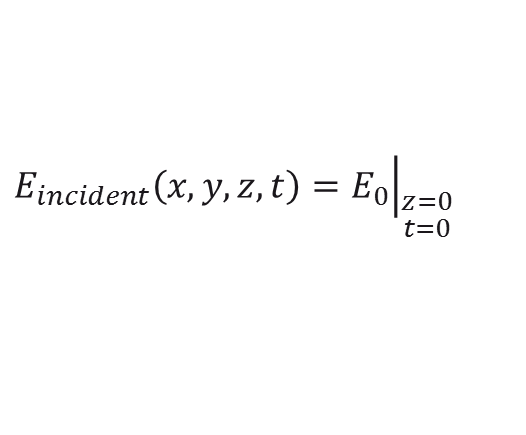 E_incident(x, y, z, t) = E_0|z=0
t=0